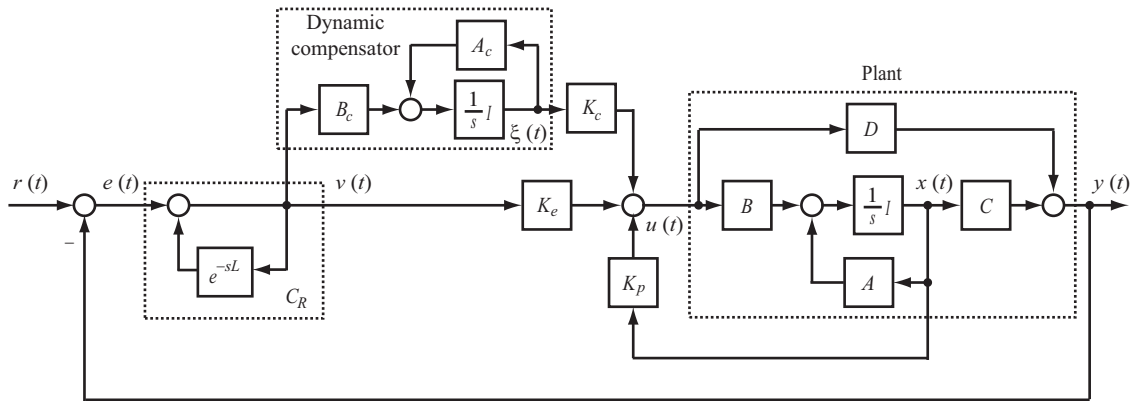 Dynamic
compensator
A_c
Plant
B_c
1/s I
K_c
D
ξ (t)
r (t)
e (t)
v (t)
x (t)
y (t)
K_e
u (t)
B
1/s I
C
–
e^{-sL}
C_R
K_p
A